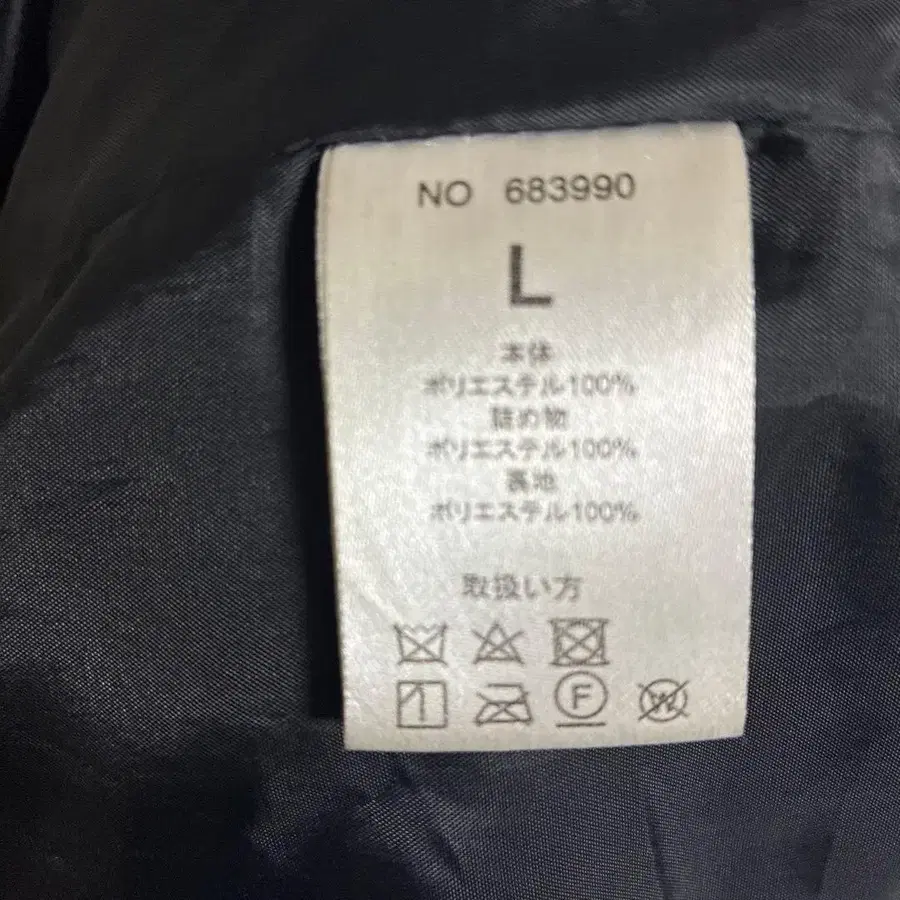 NO 683990
L
本体
ポリエステル100%
詰め物
ポリエステル100%
裏地
ポリエステル100%
取扱い方
F
W